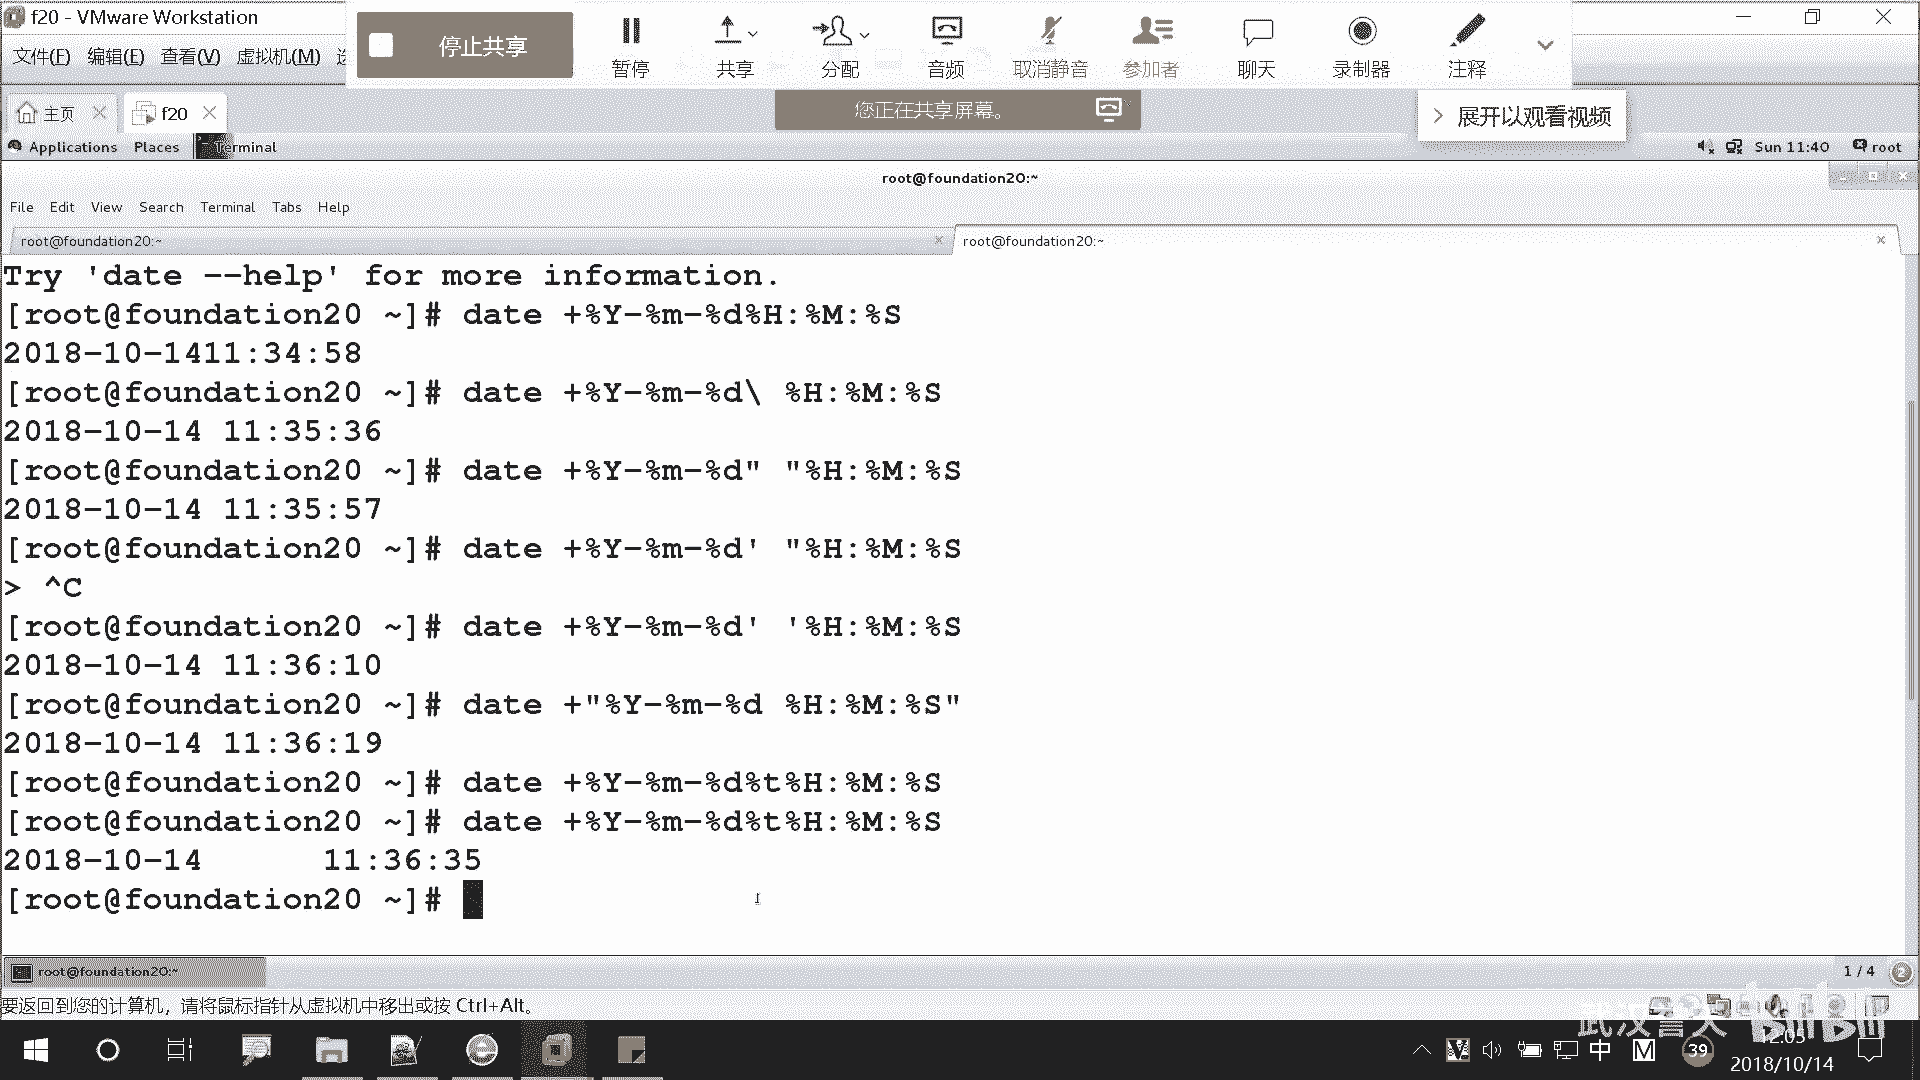 f20 - VMware Workstation
文件(F) 编辑(E) 查看(V) 虚拟机(M)
停止共享
暂停 共享 分配 音频 取消静音 参加者 聊天 录制器 注释
您正在共享屏幕。
展开以观看视频
主页 f20
Applications Places Terminal Sun 11:40 root
root@foundation20:~
File Edit View Search Terminal Tabs Help
root@foundation20:~ root@foundation20:~
Try 'date --help' for more information.
[root@foundation20 ~]# date +%Y-%m-%d%H:%M:%S
2018-10-1411:34:58
[root@foundation20 ~]# date +%Y-%m-%d\ %H:%M:%S
2018-10-14 11:35:36
[root@foundation20 ~]# date +%Y-%m-%d" "%H:%M:%S
2018-10-14 11:35:57
[root@foundation20 ~]# date +%Y-%m-%d' "%H:%M:%S
> ^C
[root@foundation20 ~]# date +%Y-%m-%d' '%H:%M:%S
2018-10-14 11:36:10
[root@foundation20 ~]# date +"%Y-%m-%d %H:%M:%S"
2018-10-14 11:36:19
[root@foundation20 ~]# date +%Y-%m-%d%t%H:%M:%S
[root@foundation20 ~]# date +%Y-%m-%d%t%H:%M:%S
2018-10-14      11:36:35
[root@foundation20 ~]#
root@foundation20:~ 1 / 4 2
要返回到您的计算机，请将鼠标指针从虚拟机中移出或按 Ctrl+Alt。
武汉誉天 bilibili
中 M 39 12:05
2018/10/14